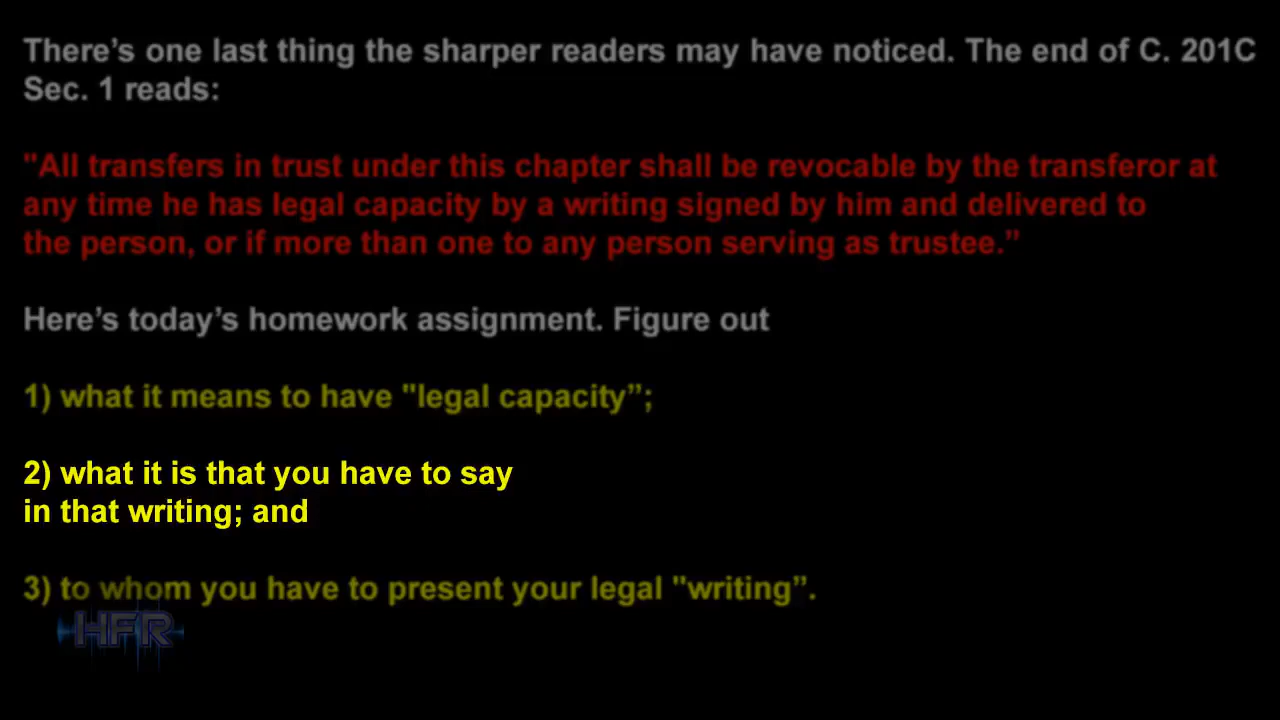 There’s one last thing the sharper readers may have noticed. The end of C. 201C
Sec. 1 reads:
"All transfers in trust under this chapter shall be revocable by the transferor at
any time he has legal capacity by a writing signed by him and delivered to
the person, or if more than one to any person serving as trustee.”
Here’s today’s homework assignment. Figure out
1) what it means to have "legal capacity”;
2) what it is that you have to say
in that writing; and
3) to whom you have to present your legal "writing”.
HFR